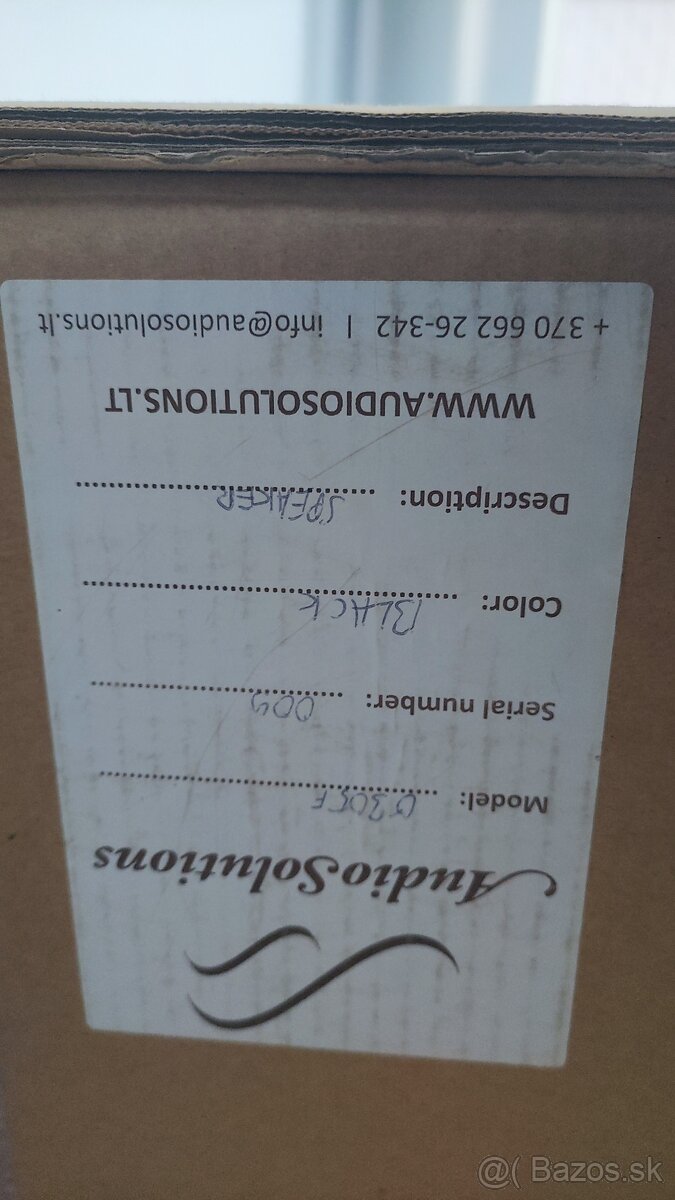 AudioSolutions
Model: O305F
Serial number:
Color: BLACK
Description: SPEAKER
WWW.AUDIOSOLUTIONS.LT
+ 370 662 26-342 | info@audiosolutions.lt
@( Bazos.sk